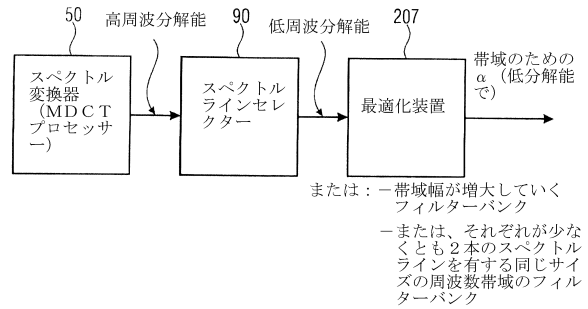 50
高周波分解能
90
低周波分解能
207
スペクトル
変換器
（ＭＤＣＴ
プロセッサ
ー）
スペクトル
ラインセレ
クター
最適化装置
帯域のための
α（低分解能
で）
または：－帯域幅が増大していく
フィルターバンク
－または、それぞれが少な
くとも２本のスペクトル
ラインを有する同じサイ
ズの周波数帯域のフィル
ターバンク